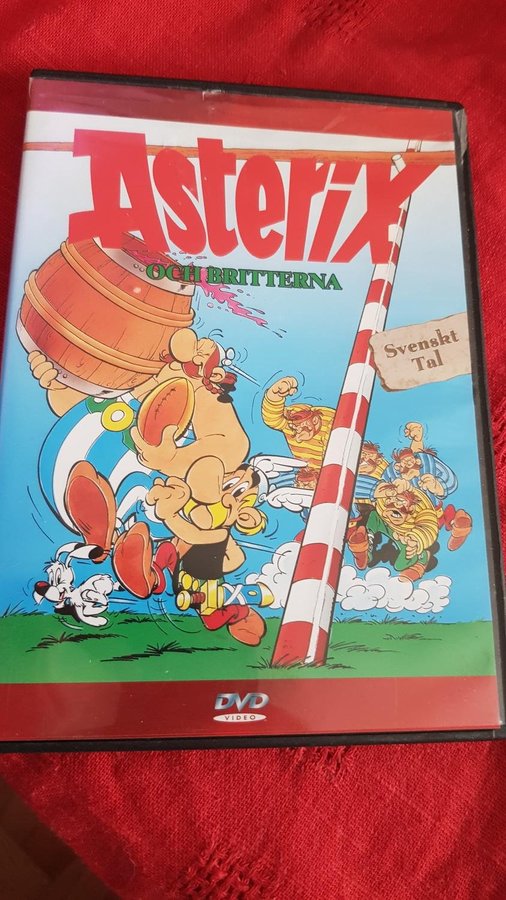 Asterix
OCH BRITTERNA
Svenskt
Tal
DVD
VIDEO